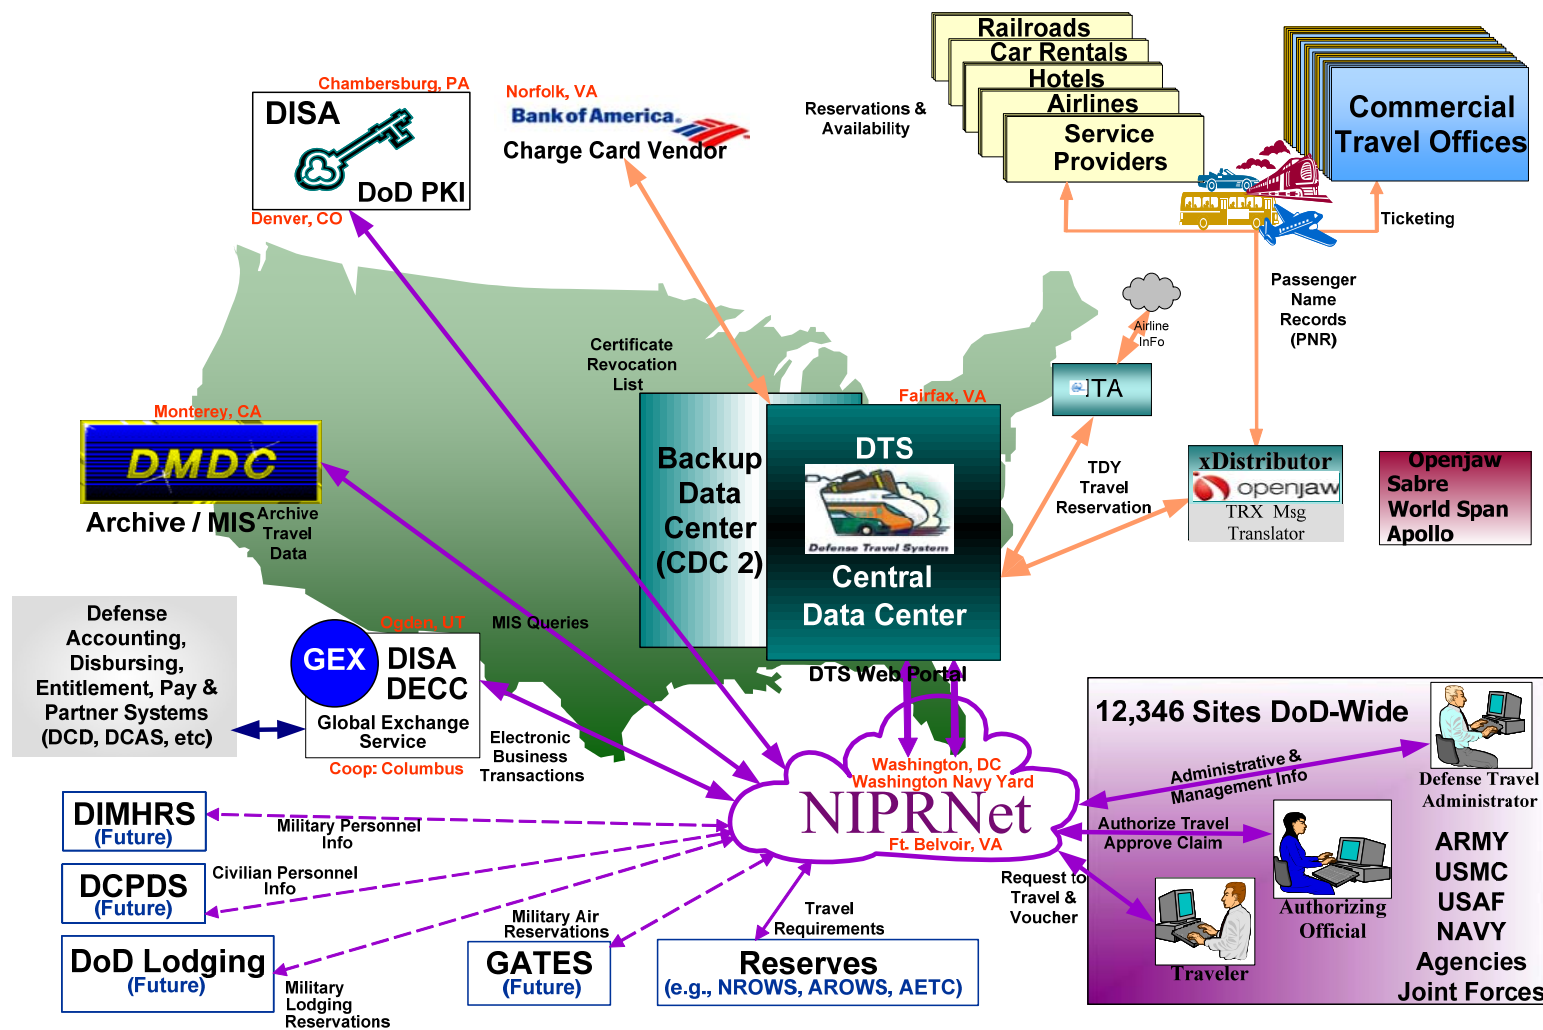 Railroads
Car Rentals
Hotels
Airlines
Service
Providers
Reservations &
Availability
Commercial
Travel Offices
Ticketing
Passenger
Name
Records
(PNR)
Chambersburg, PA
DISA
DoD PKI
Denver, CO
Norfolk, VA
Bank of America.
Charge Card Vendor
Airline
InFo
ITA
Certificate
Revocation
List
Fairfax, VA
Monterey, CA
DMDC
Archive / MIS
Archive
Travel
Data
Backup
Data
Center
(CDC 2)
DTS
Defense Travel System
Central
Data Center
DTS Web Portal
TDY
Travel
Reservation
xDistributor
openjaw
TRX Msg
Translator
Openjaw
Sabre
World Span
Apollo
Defense
Accounting,
Disbursing,
Entitlement, Pay &
Partner Systems
(DCD, DCAS, etc)
Ogden, UT
GEX
DISA
DECC
Global Exchange
Service
Coop: Columbus
MIS Queries
Electronic
Business
Transactions
Washington, DC
Washington Navy Yard
NIPRNet
Ft. Belvoir, VA
12,346 Sites DoD-Wide
Administrative &
Management Info
Defense Travel
Administrator
Authorize Travel
Approve Claim
Authorizing
Official
Request to
Travel &
Voucher
Traveler
ARMY
USMC
USAF
NAVY
Agencies
Joint Forces
DIMHRS
(Future)
Military Personnel
Info
DCPDS
(Future)
Civilian Personnel
Info
DoD Lodging
(Future)
Military
Lodging
Reservations
Military Air
Reservations
GATES
(Future)
Travel
Requirements
Reserves
(e.g., NROWS, AROWS, AETC)